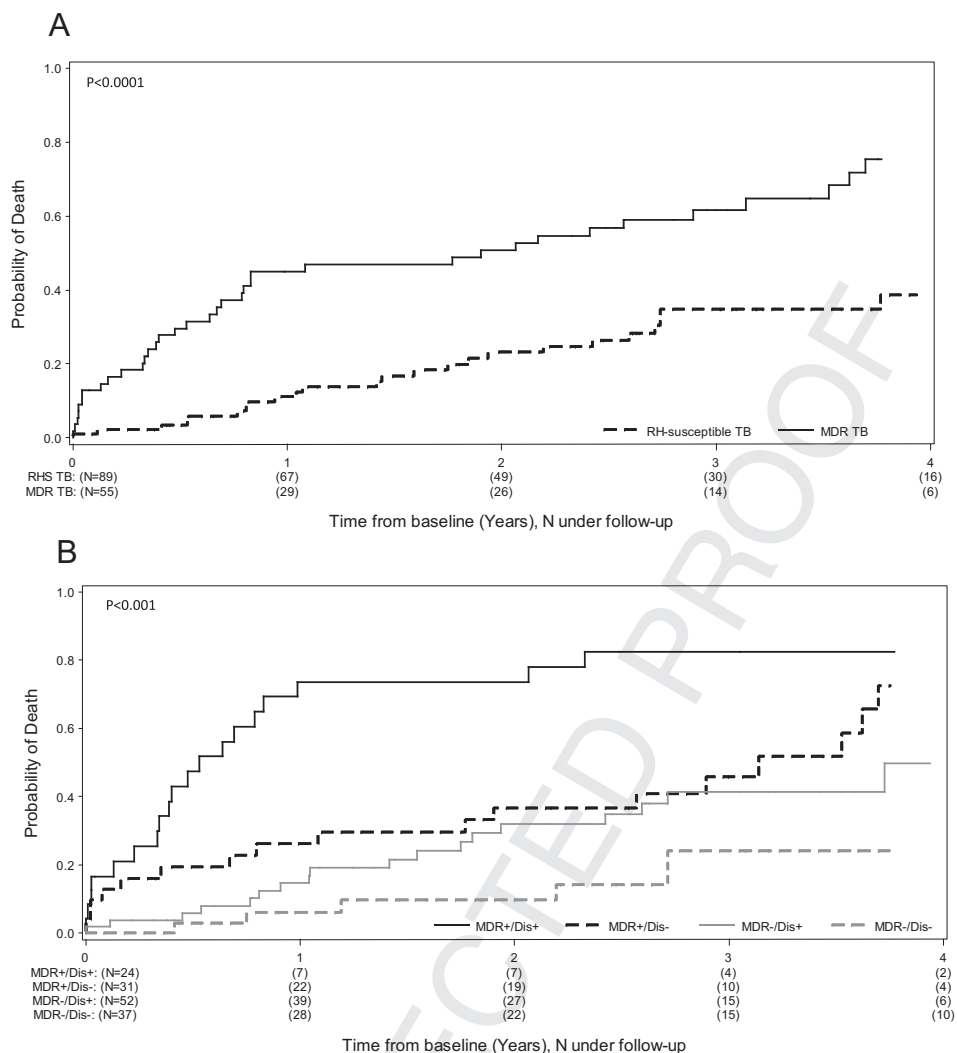 A
1.0
P<0.0001
0.8
0.6
0.4
0.2
0.0
Probability of Death
RH-susceptible TB MDR TB
0 1 2 3 4
RHS TB: (N=89) (67) (49) (30) (16)
MDR TB: (N=55) (29) (26) (14) (6)
Time from baseline (Years), N under follow-up
B
1.0
P<0.001
0.8
0.6
0.4
0.2
0.0
Probability of Death
MDR+/Dis+ MDR+/Dis- MDR-/Dis+ MDR-/Dis-
0 1 2 3 4
MDR+/Dis+: (N=24) (7) (7) (4) (2)
MDR+/Dis-: (N=31) (22) (19) (10) (4)
MDR-/Dis+: (N=52) (39) (27) (15) (6)
MDR-/Dis-: (N=37) (28) (22) (15) (10)
Time from baseline (Years), N under follow-up
ECTED PROOF